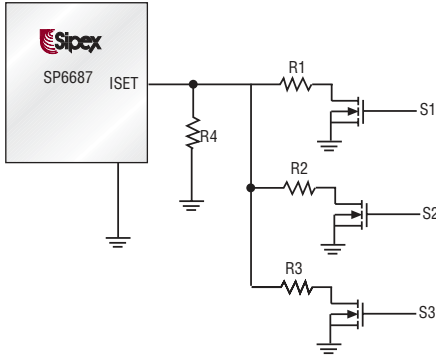 Sipex
SP6687
ISET
R1
S1
R4
R2
S2
R3
S3